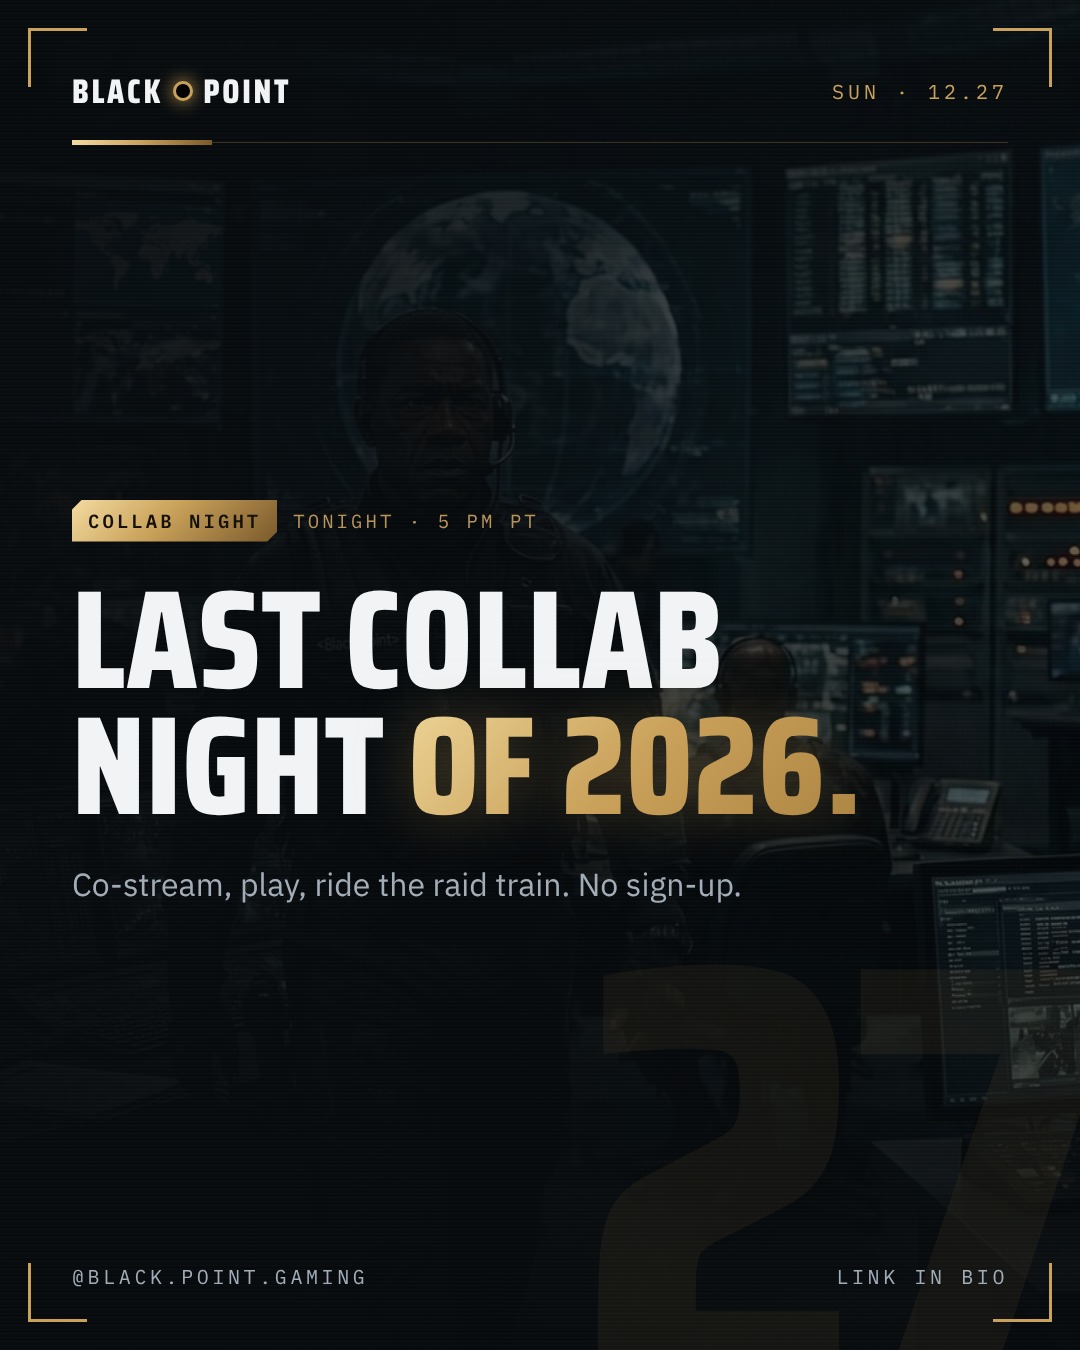 BLACK POINT
SUN · 12.27
COLLAB NIGHT
TONIGHT · 5 PM PT
LAST COLLAB
NIGHT OF 2026.
Co-stream, play, ride the raid train. No sign-up.
27
@BLACK.POINT.GAMING
LINK IN BIO